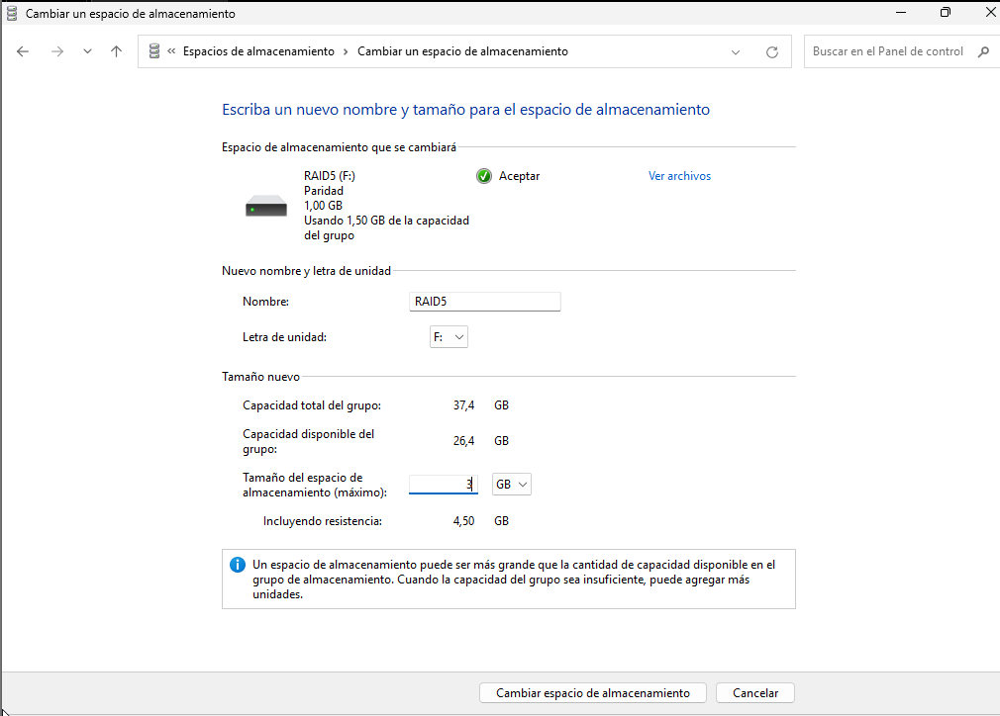 Cambiar un espacio de almacenamiento
« Espacios de almacenamiento › Cambiar un espacio de almacenamiento
Buscar en el Panel de control
Escriba un nuevo nombre y tamaño para el espacio de almacenamiento
Espacio de almacenamiento que se cambiará
RAID5 (F:)
Paridad
1,00 GB
Usando 1,50 GB de la capacidad
del grupo
Aceptar
Ver archivos
Nuevo nombre y letra de unidad
Nombre: RAID5
Letra de unidad: F:
Tamaño nuevo
Capacidad total del grupo: 37,4 GB
Capacidad disponible del
grupo: 26,4 GB
Tamaño del espacio de
almacenamiento (máximo): 3 GB
Incluyendo resistencia: 4,50 GB
Un espacio de almacenamiento puede ser más grande que la cantidad de capacidad disponible en el
grupo de almacenamiento. Cuando la capacidad del grupo sea insuficiente, puede agregar más
unidades.
Cambiar espacio de almacenamiento
Cancelar